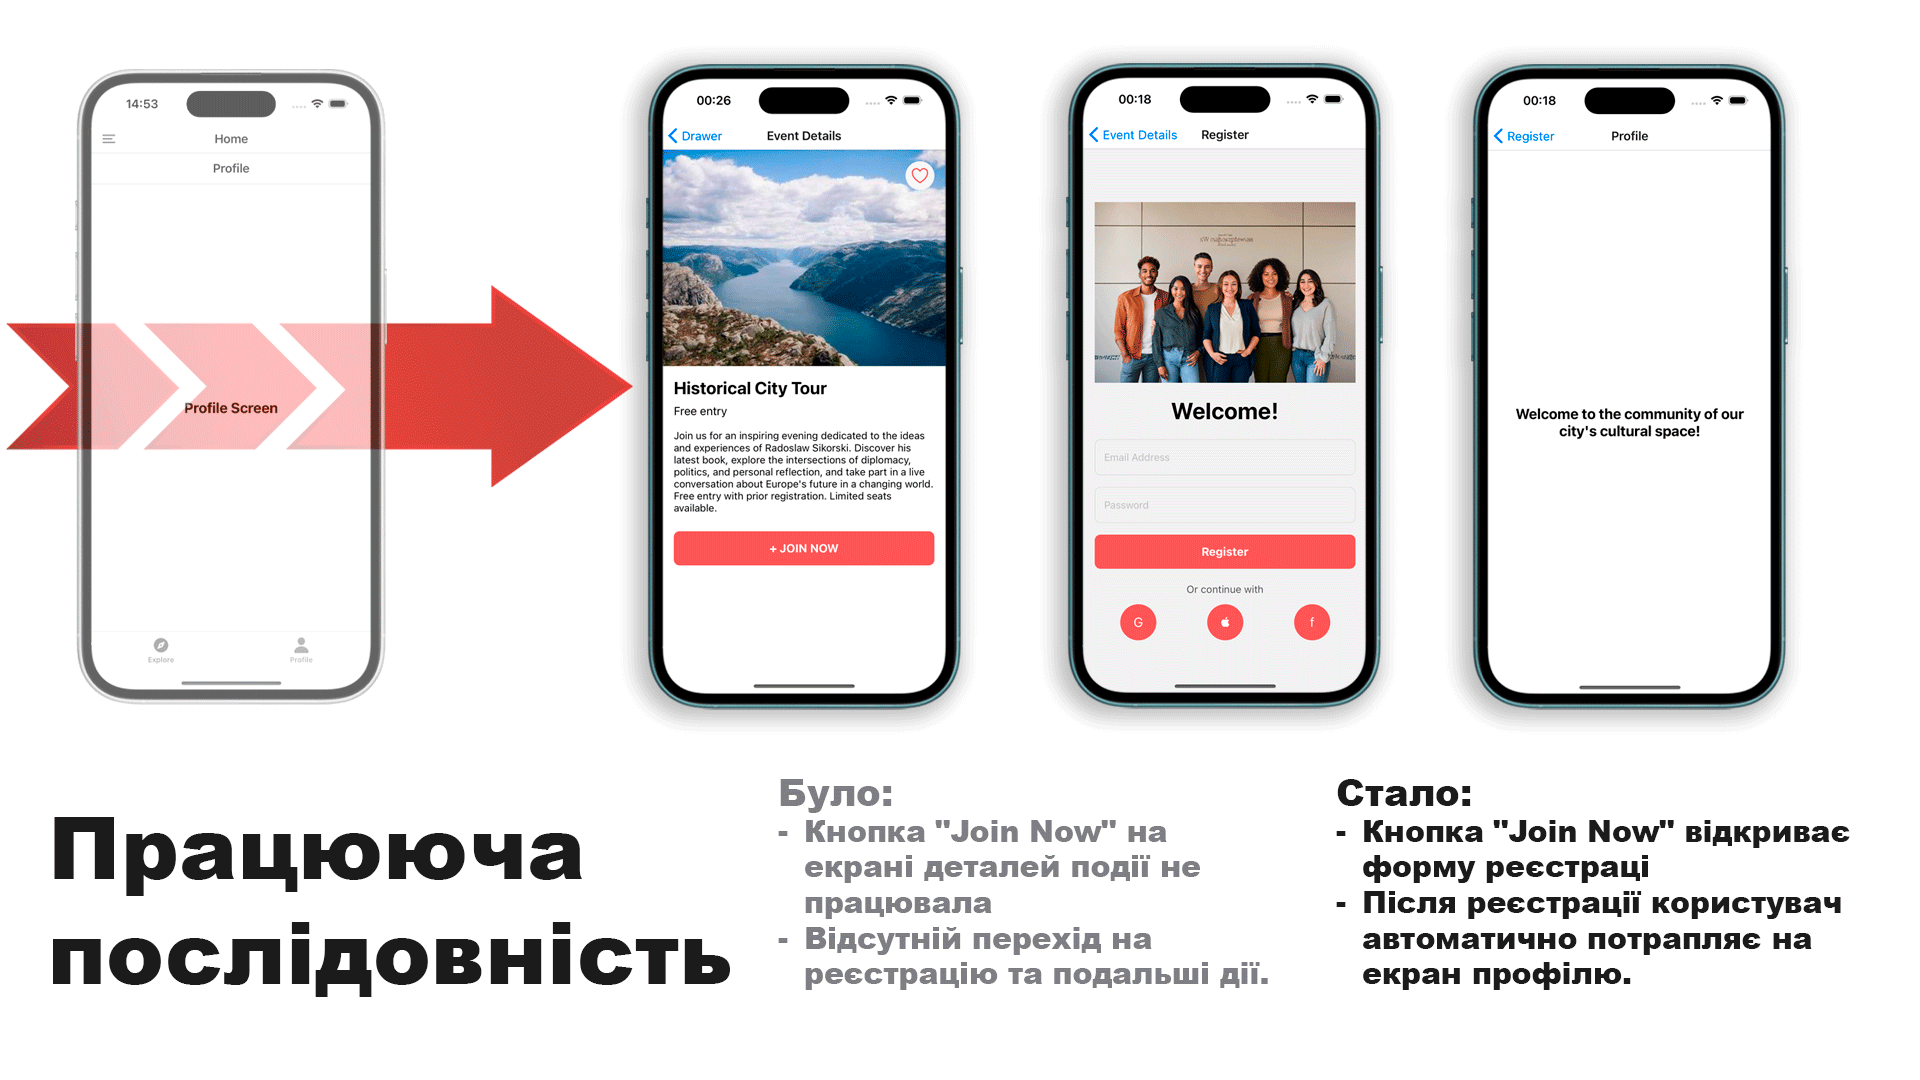 14:53
Home
Profile
Profile Screen
Explore
Profile
00:26
Drawer
Event Details
Historical City Tour
Free entry
Join us for an inspiring evening dedicated to the ideas
and experiences of Radoslaw Sikorski. Discover his
latest book, explore the intersections of diplomacy,
politics, and personal reflection, and take part in a live
conversation about Europe's future in a changing world.
Free entry with prior registration. Limited seats
available.
+ JOIN NOW
00:18
Event Details
Register
Welcome!
Email Address
Password
Register
Or continue with
G
f
00:18
Register
Profile
Welcome to the community of our
city's cultural space!
Працююча
послідовність
Було:
- Кнопка "Join Now" на
екрані деталей події не
працювала
- Відсутній перехід на
реєстрацію та подальші дії.
Стало:
- Кнопка "Join Now" відкриває
форму реєстраці
- Після реєстрації користувач
автоматично потрапляє на
екран профілю.